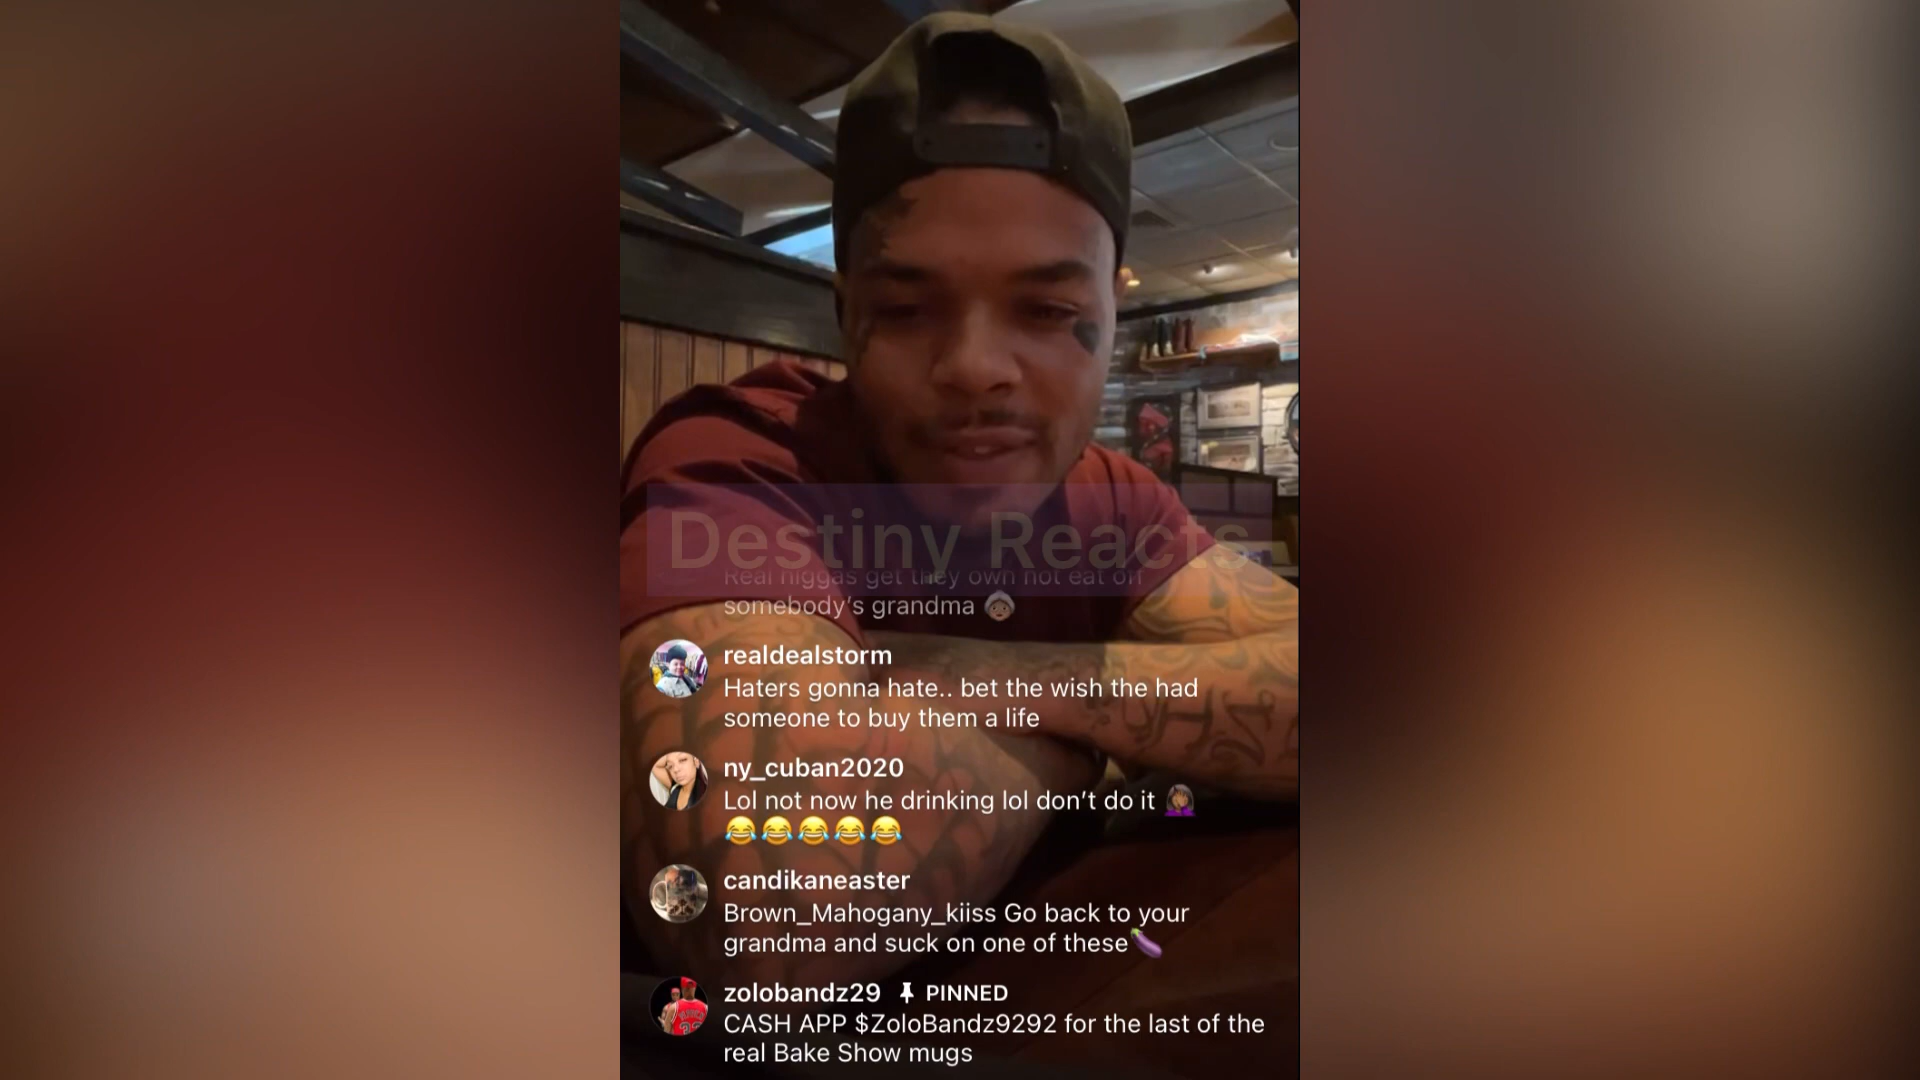 Destiny Reacts
Real niggas get they own not eat off
somebody's grandma 👵🏽
realdealstorm
Haters gonna hate.. bet the wish the had
someone to buy them a life
ny_cuban2020
Lol not now he drinking lol don't do it 🤦🏾‍♀️
😂😂😂😂😂
candikaneaster
Brown_Mahogany_kiiss Go back to your
grandma and suck on one of these🍆
zolobandz29 📌 PINNED
CASH APP $ZoloBandz9292 for the last of the
real Bake Show mugs